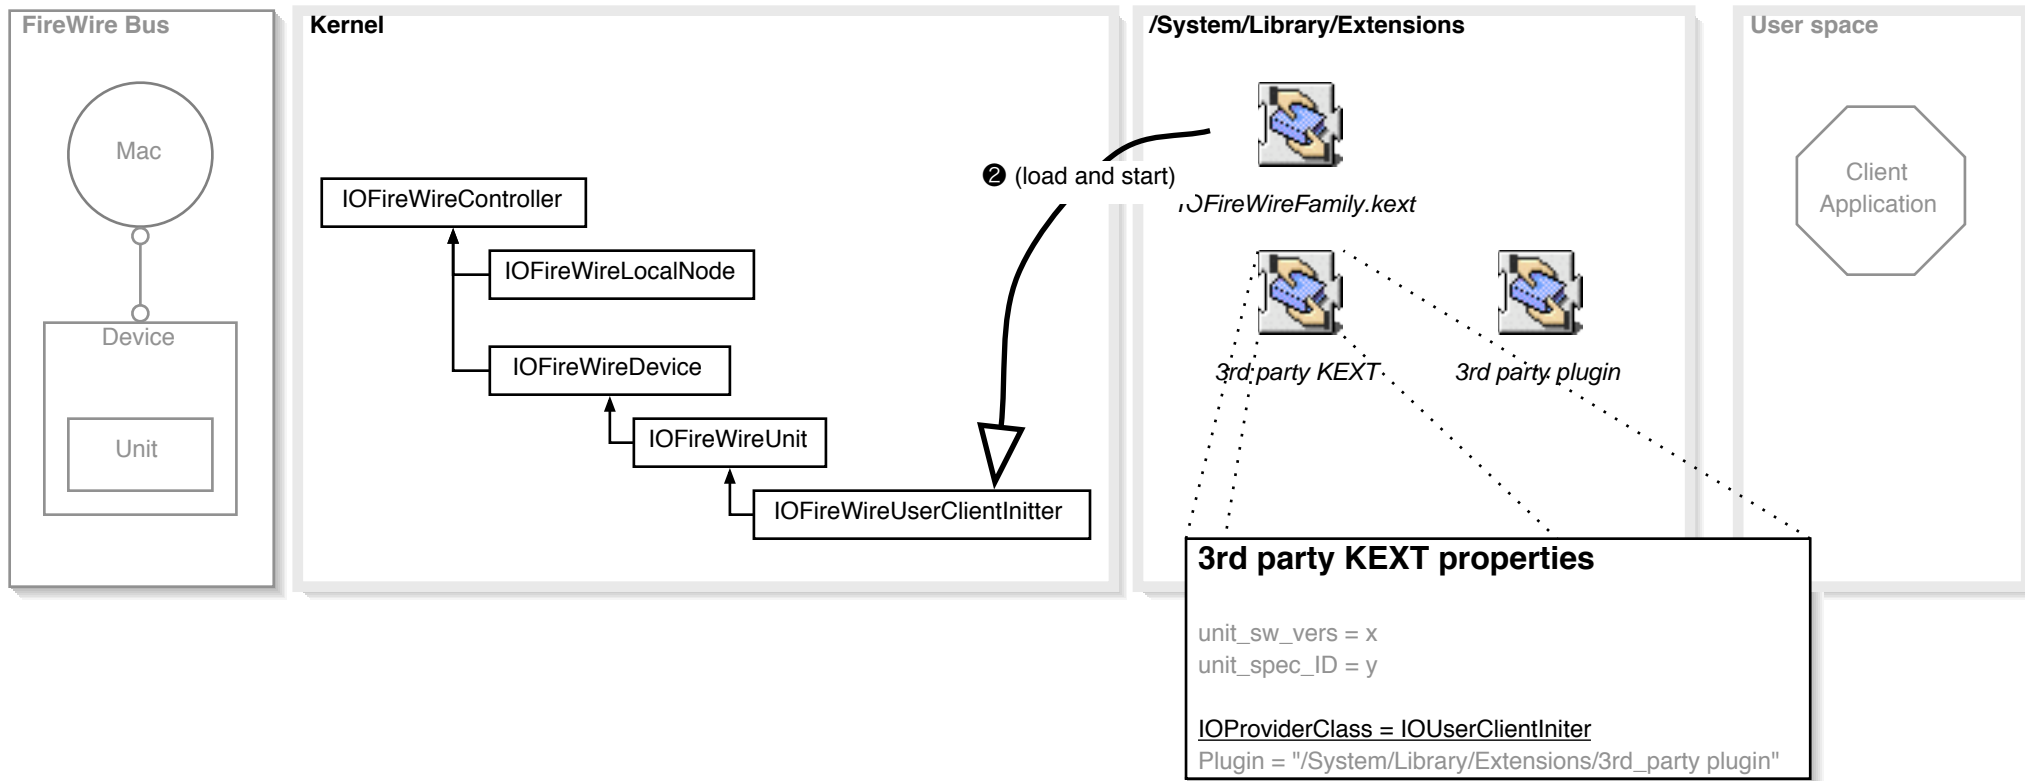 FireWire Bus
Mac
Device
Unit
Kernel
IOFireWireController
IOFireWireLocalNode
IOFireWireDevice
IOFireWireUnit
IOFireWireUserClientInitter
❷ (load and start)
/System/Library/Extensions
IOFireWireFamily.kext
3rd party KEXT
3rd party plugin
User space
Client
Application
3rd party KEXT properties
unit_sw_vers = x
unit_spec_ID = y
IOProviderClass = IOUserClientIniter
Plugin = "/System/Library/Extensions/3rd_party plugin"